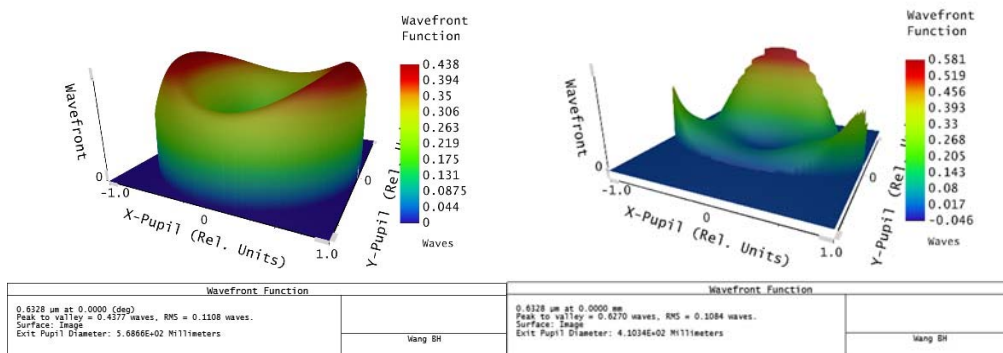 Wavefront
Function
0.438
0.394
0.35
0.306
0.263
0.219
0.175
0.131
0.0875
0.044
0
Waves
Wavefront
0
-1.0
0
1.0
X-Pupil (Rel. Units)
0
Y-Pupil (Rel. U
Wavefront
Function
0.581
0.519
0.456
0.393
0.33
0.268
0.205
0.143
0.08
0.017
-0.046
Waves
Wavefront
0
-1.0
0
1.0
X-Pupil (Rel. Units)
0
Y-Pupil (Rel. U
Wavefront Function
0.6328 µm at 0.0000 (deg)
Peak to valley = 0.4377 waves, RMS = 0.1108 waves.
Surface: Image
Exit Pupil Diameter: 5.6866E+02 Millimeters
Wang BH
Wavefront Function
0.6328 µm at 0.0000 mm
Peak to valley = 0.6270 waves, RMS = 0.1084 waves.
Surface: Image
Exit Pupil Diameter: 4.1034E+02 Millimeters
Wang BH